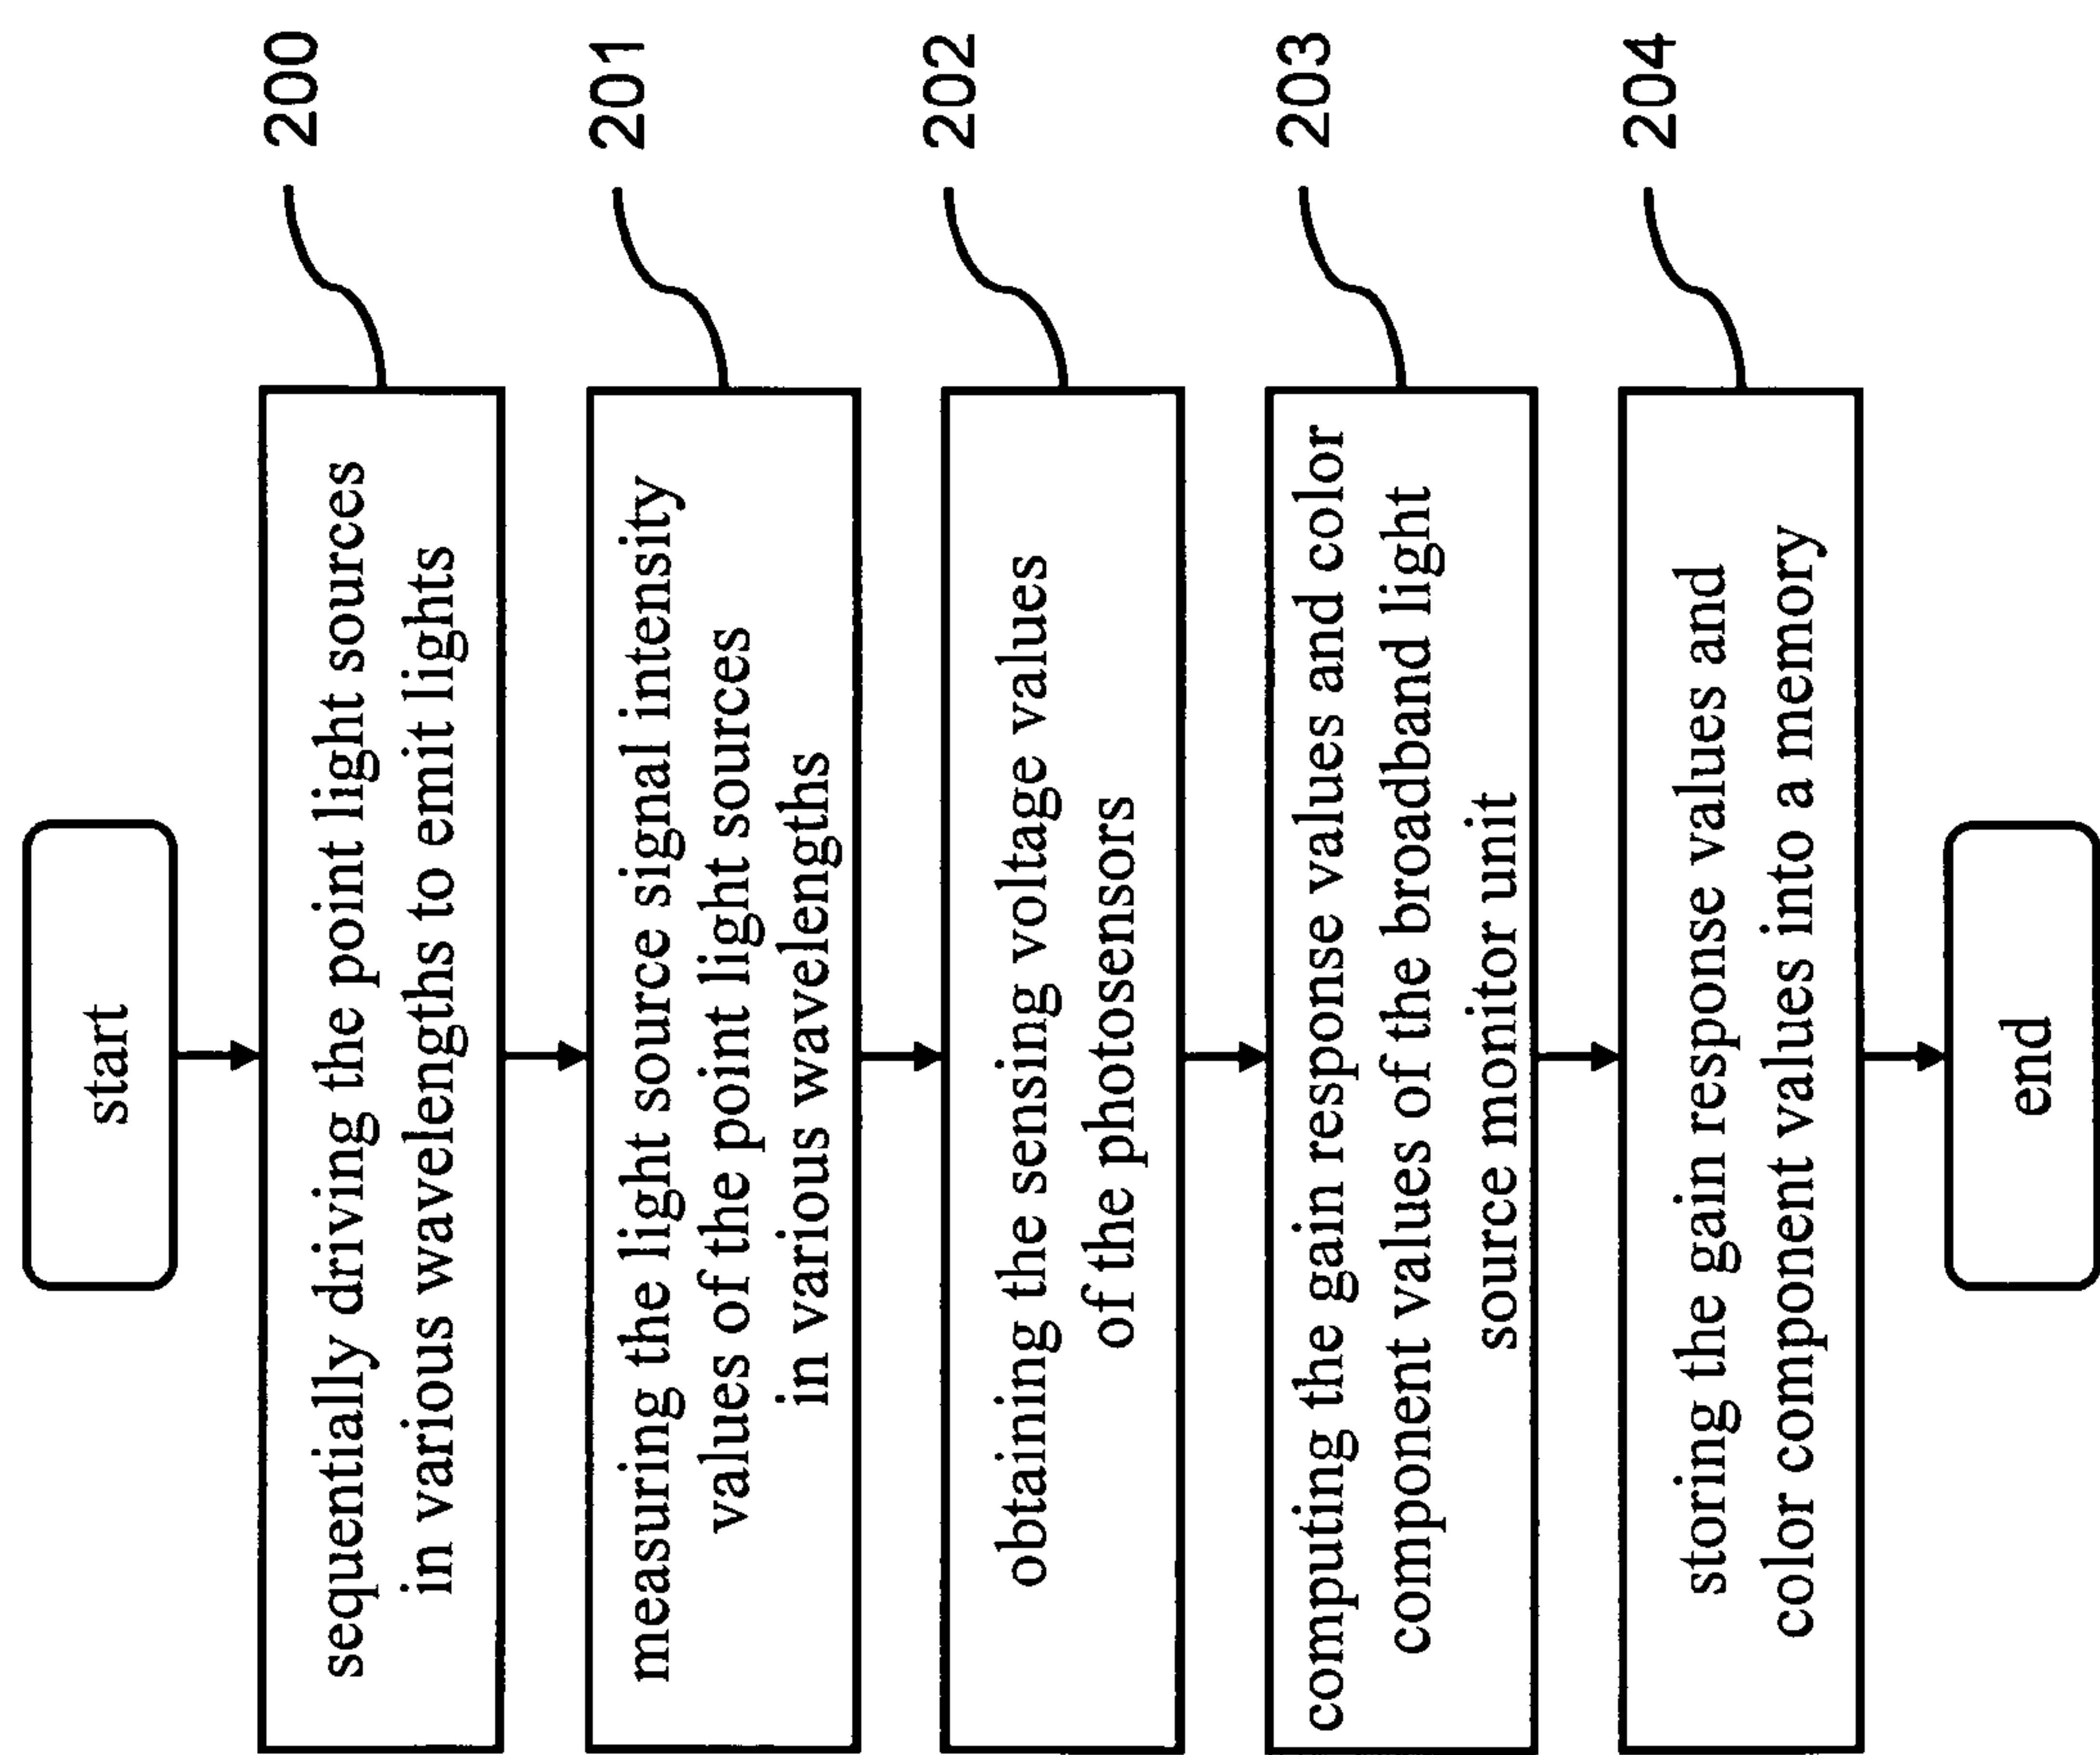 start
sequentially driving the point light sources
in various wavelengths to emit lights
200
measuring the light source signal intensity
values of the point light sources
in various wavelengths
201
obtaining the sensing voltage values
of the photosensors
202
computing the gain response values and color
component values of the broadband light
source monitor unit
203
storing the gain response values and
color component values into a memory
204
end